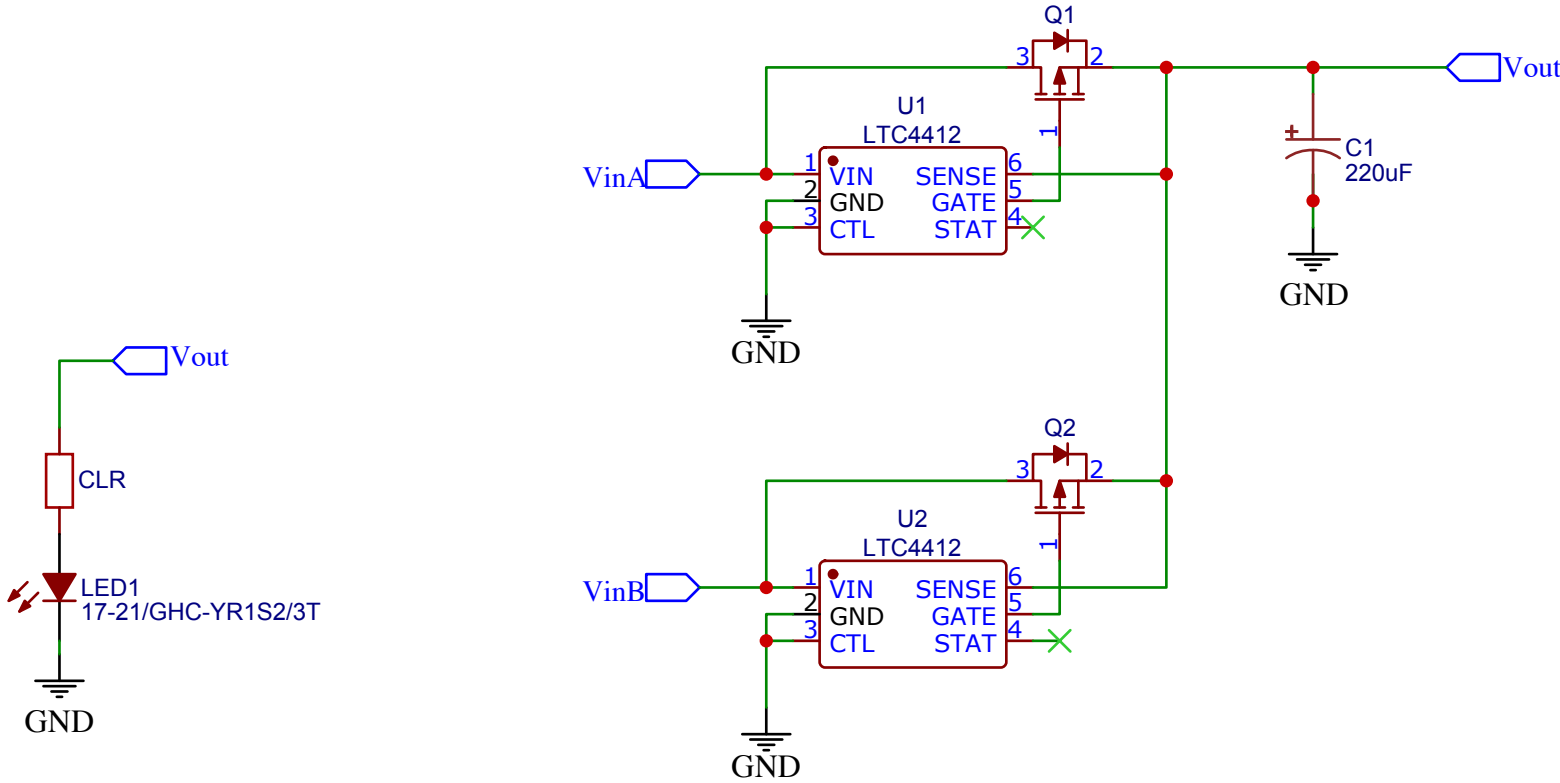 Q1
3
2
1
Vout
U1
LTC4412
VinA
1
VIN
SENSE
6
2
GND
GATE
5
3
CTL
STAT
4
+
C1
220uF
GND
GND
Vout
CLR
LED1
17-21/GHC-YR1S2/3T
GND
Q2
3
2
1
U2
LTC4412
VinB
1
VIN
SENSE
6
2
GND
GATE
5
3
CTL
STAT
4
GND